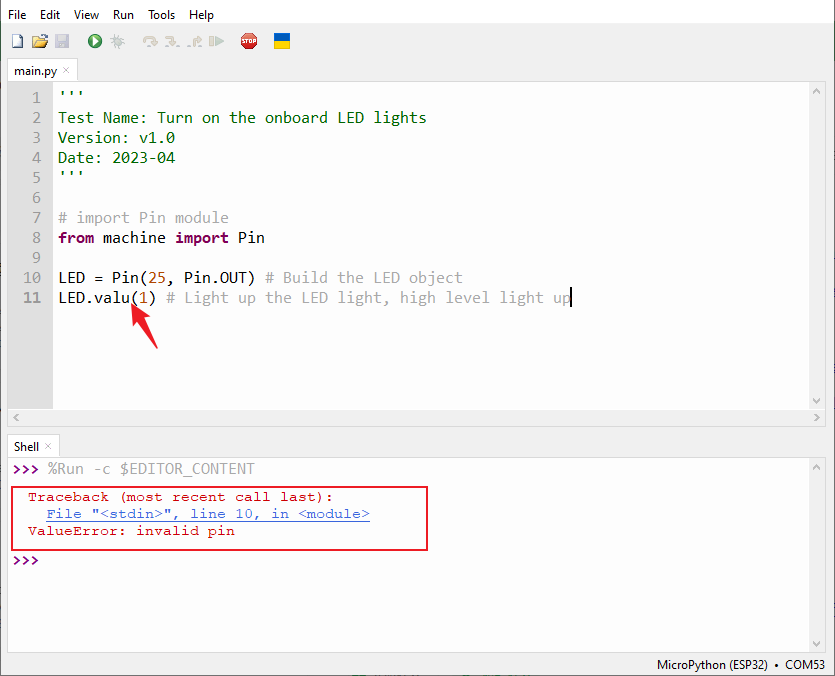 File Edit View Run Tools Help
STOP
main.py ×
1 '''
2 Test Name: Turn on the onboard LED lights
3 Version: v1.0
4 Date: 2023-04
5 '''
6
7 # import Pin module
8 from machine import Pin
9
10 LED = Pin(25, Pin.OUT) # Build the LED object
11 LED.valu(1) # Light up the LED light, high level light up
Shell ×
>>> %Run -c $EDITOR_CONTENT
Traceback (most recent call last):
File "<stdin>", line 10, in <module>
ValueError: invalid pin
>>>
MicroPython (ESP32) • COM53